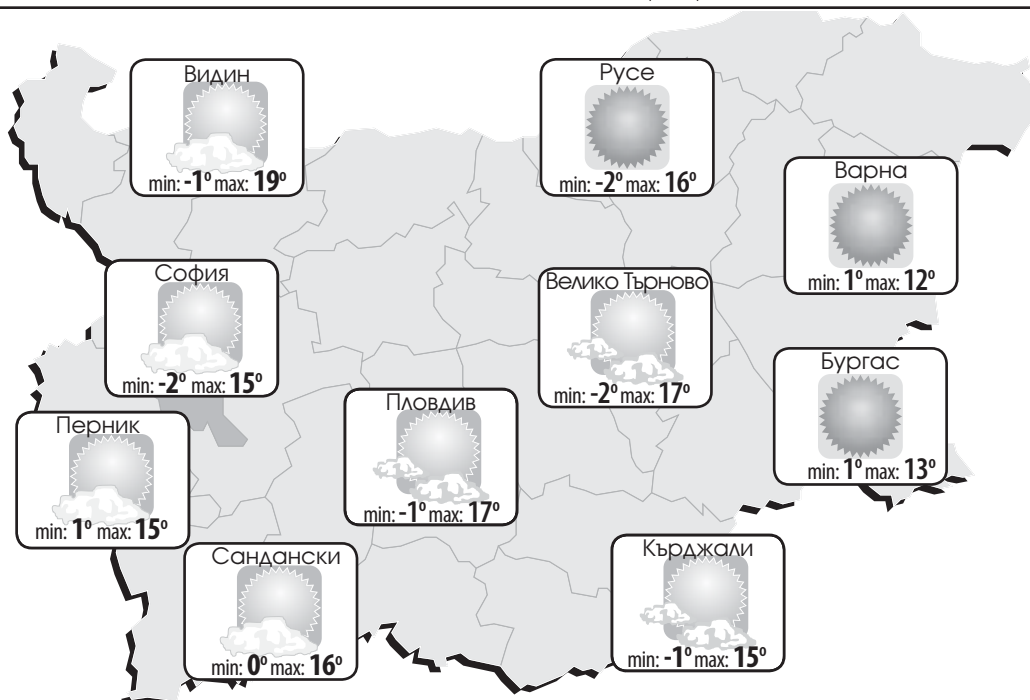 Видин
min: -1° max: 19°
Русе
min: -2° max: 16°
Варна
min: 1° max: 12°
София
min: -2° max: 15°
Велико Търново
min: -2° max: 17°
Бургас
min: 1° max: 13°
Пловдив
min: -1° max: 17°
Перник
min: 1° max: 15°
Сандански
min: 0° max: 16°
Кърджали
min: -1° max: 15°